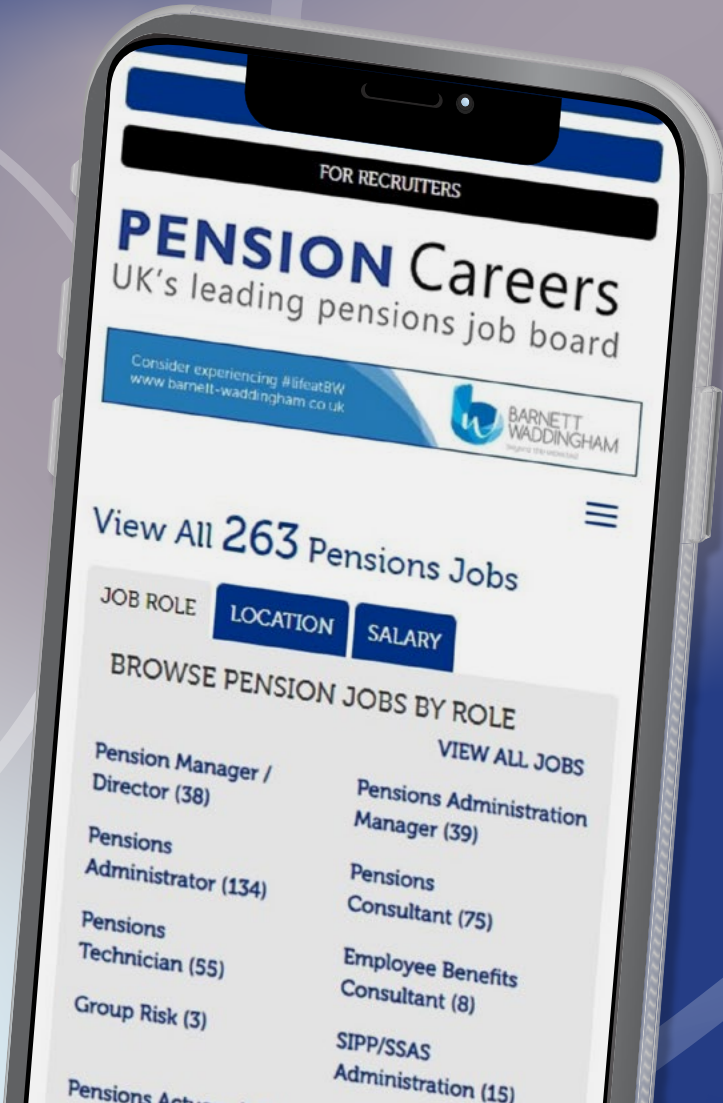 FOR RECRUITERS
PENSION Careers
UK's leading pensions job board
Consider experiencing #lifeatBW
www.barnett-waddingham.co.uk
BARNETT
WADDINGHAM
View All 263 Pensions Jobs
JOB ROLE LOCATION SALARY
BROWSE PENSION JOBS BY ROLE
VIEW ALL JOBS
Pension Manager /
Director (38)
Pensions Administration
Manager (39)
Pensions
Administrator (134)
Pensions
Consultant (75)
Pensions
Technician (55)
Employee Benefits
Consultant (8)
Group Risk (3)
SIPP/SSAS
Administration (15)
Pensions